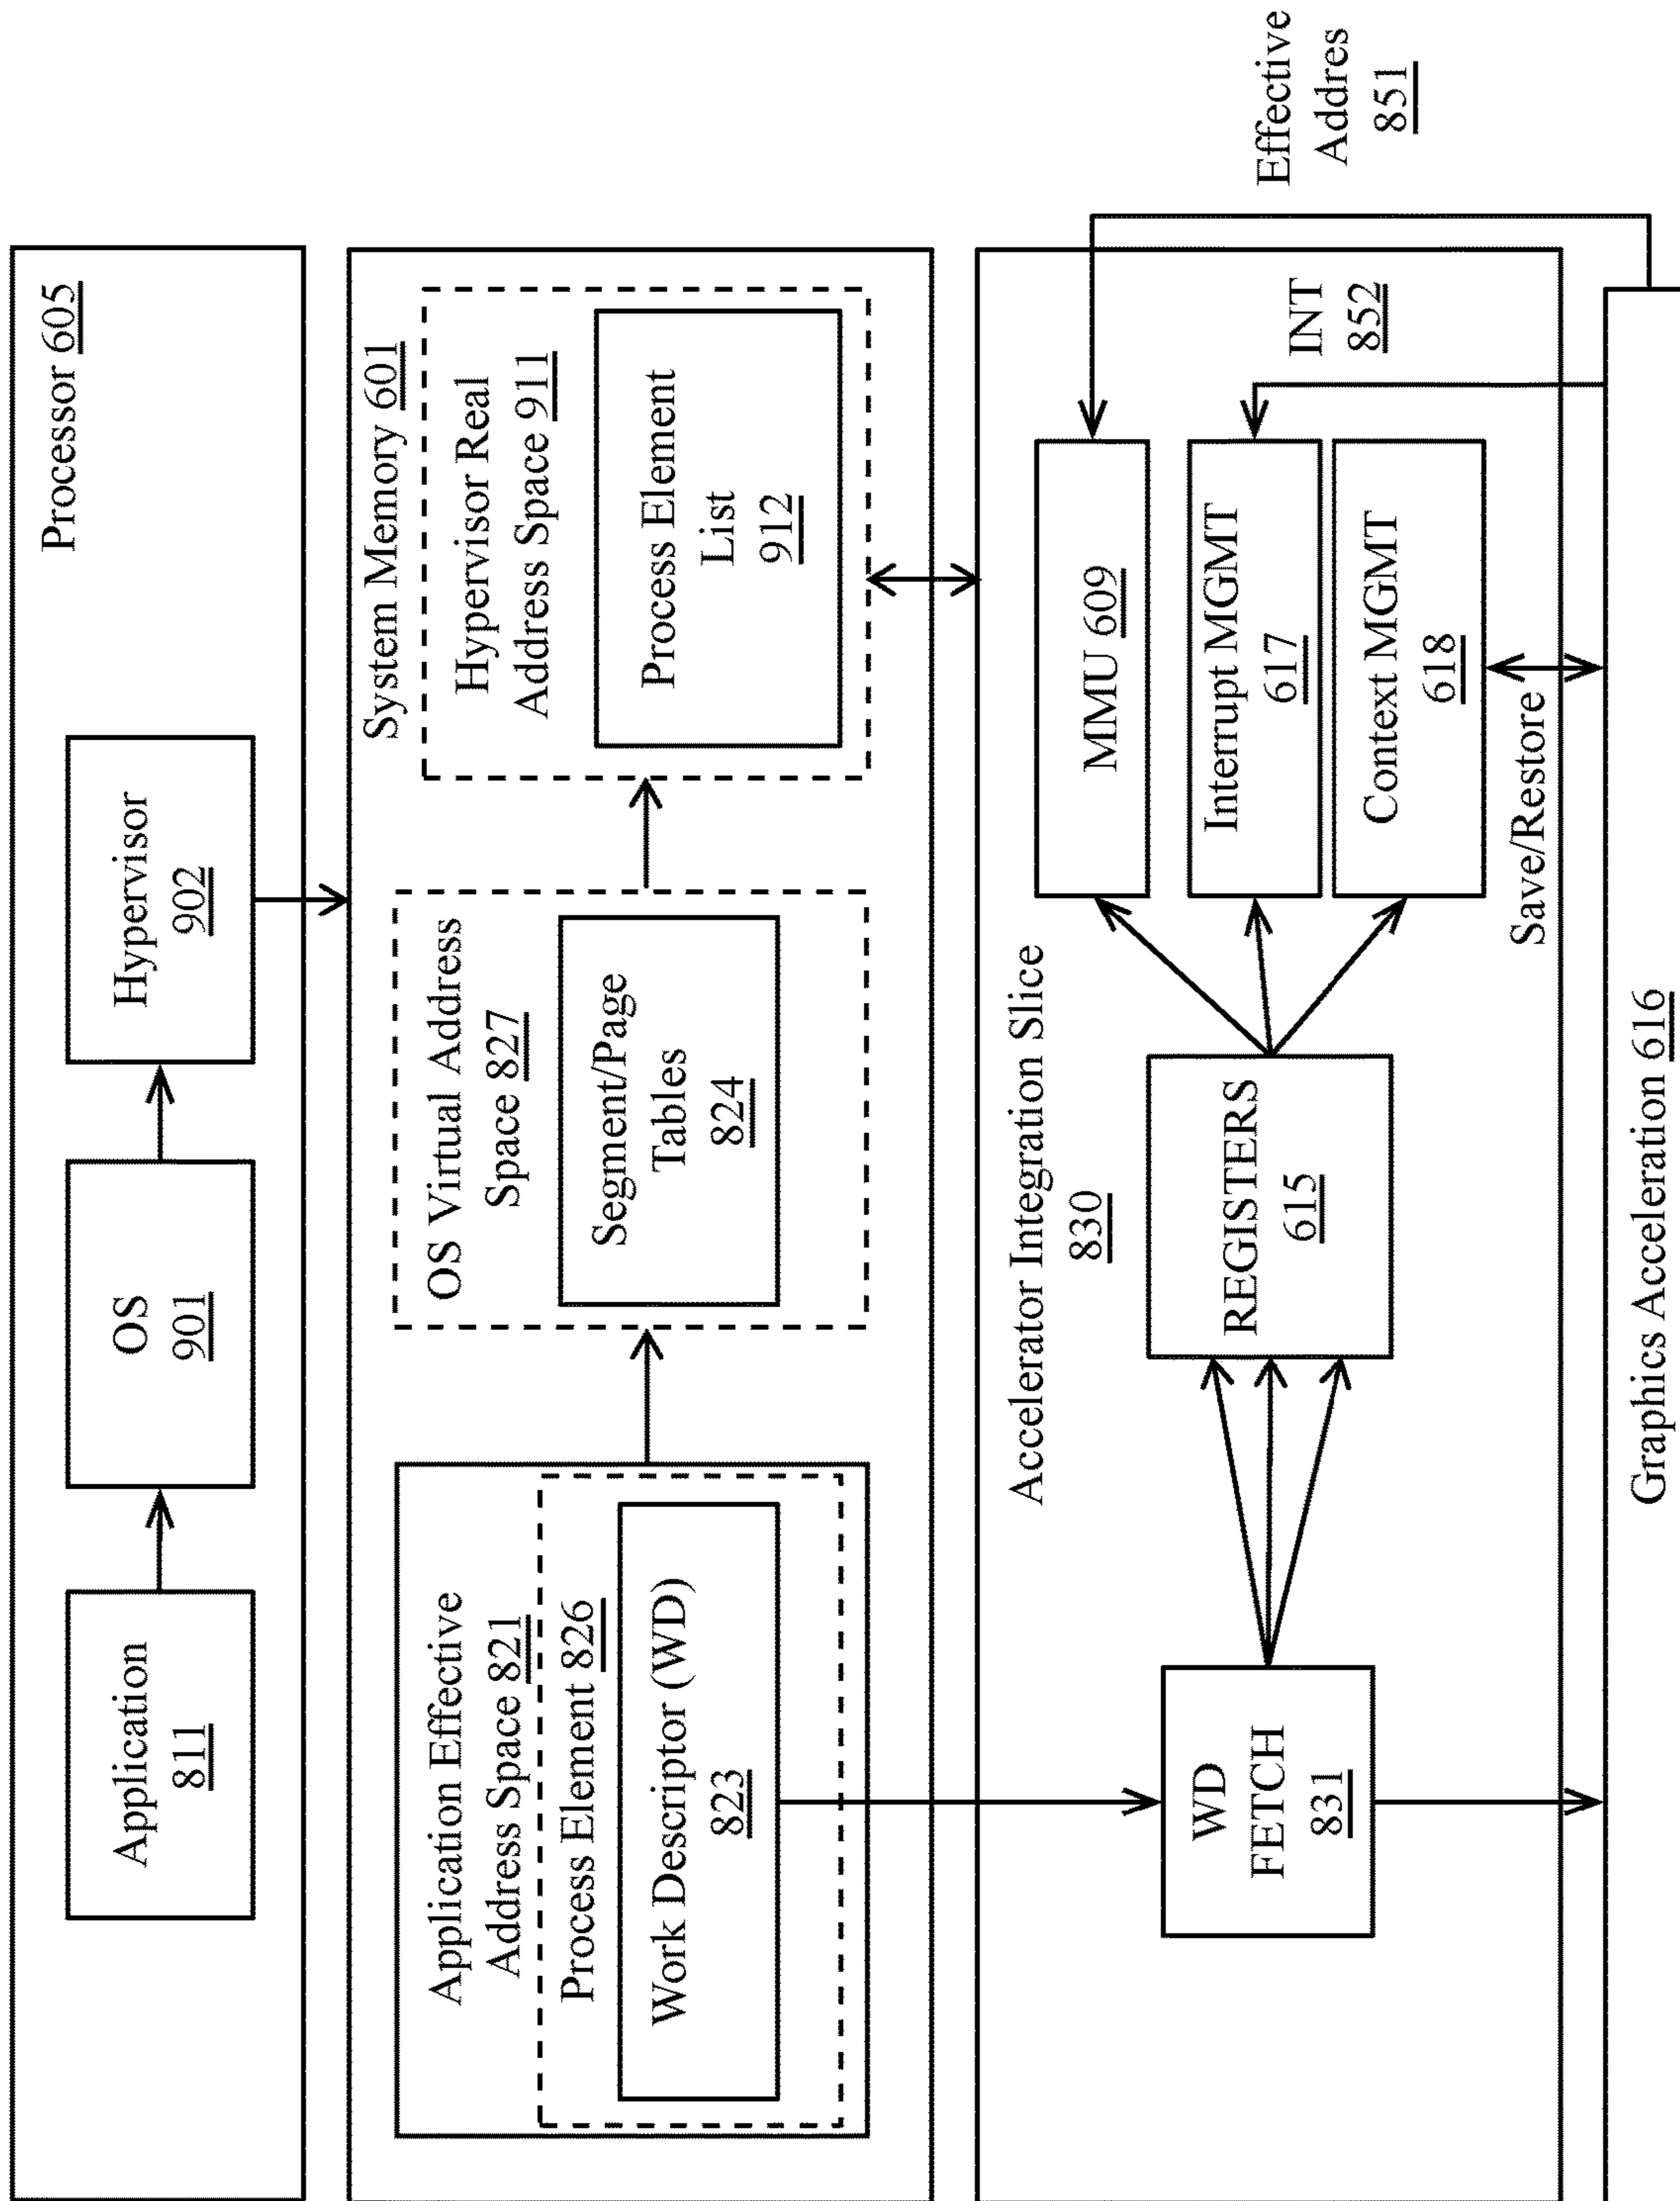 Processor 605
Application
811
OS
901
Hypervisor
902
System Memory 601
Application Effective
Address Space 821
Process Element 826
Work Descriptor (WD)
823
OS Virtual Address
Space 827
Segment/Page
Tables
824
Hypervisor Real
Address Space 911
Process Element
List
912
Accelerator Integration Slice
830
WD
FETCH
831
REGISTERS
615
MMU 609
Interrupt MGMT
617
Context MGMT
618
Effective
Addres
851
INT
852
Save/Restore
Graphics Acceleration 616